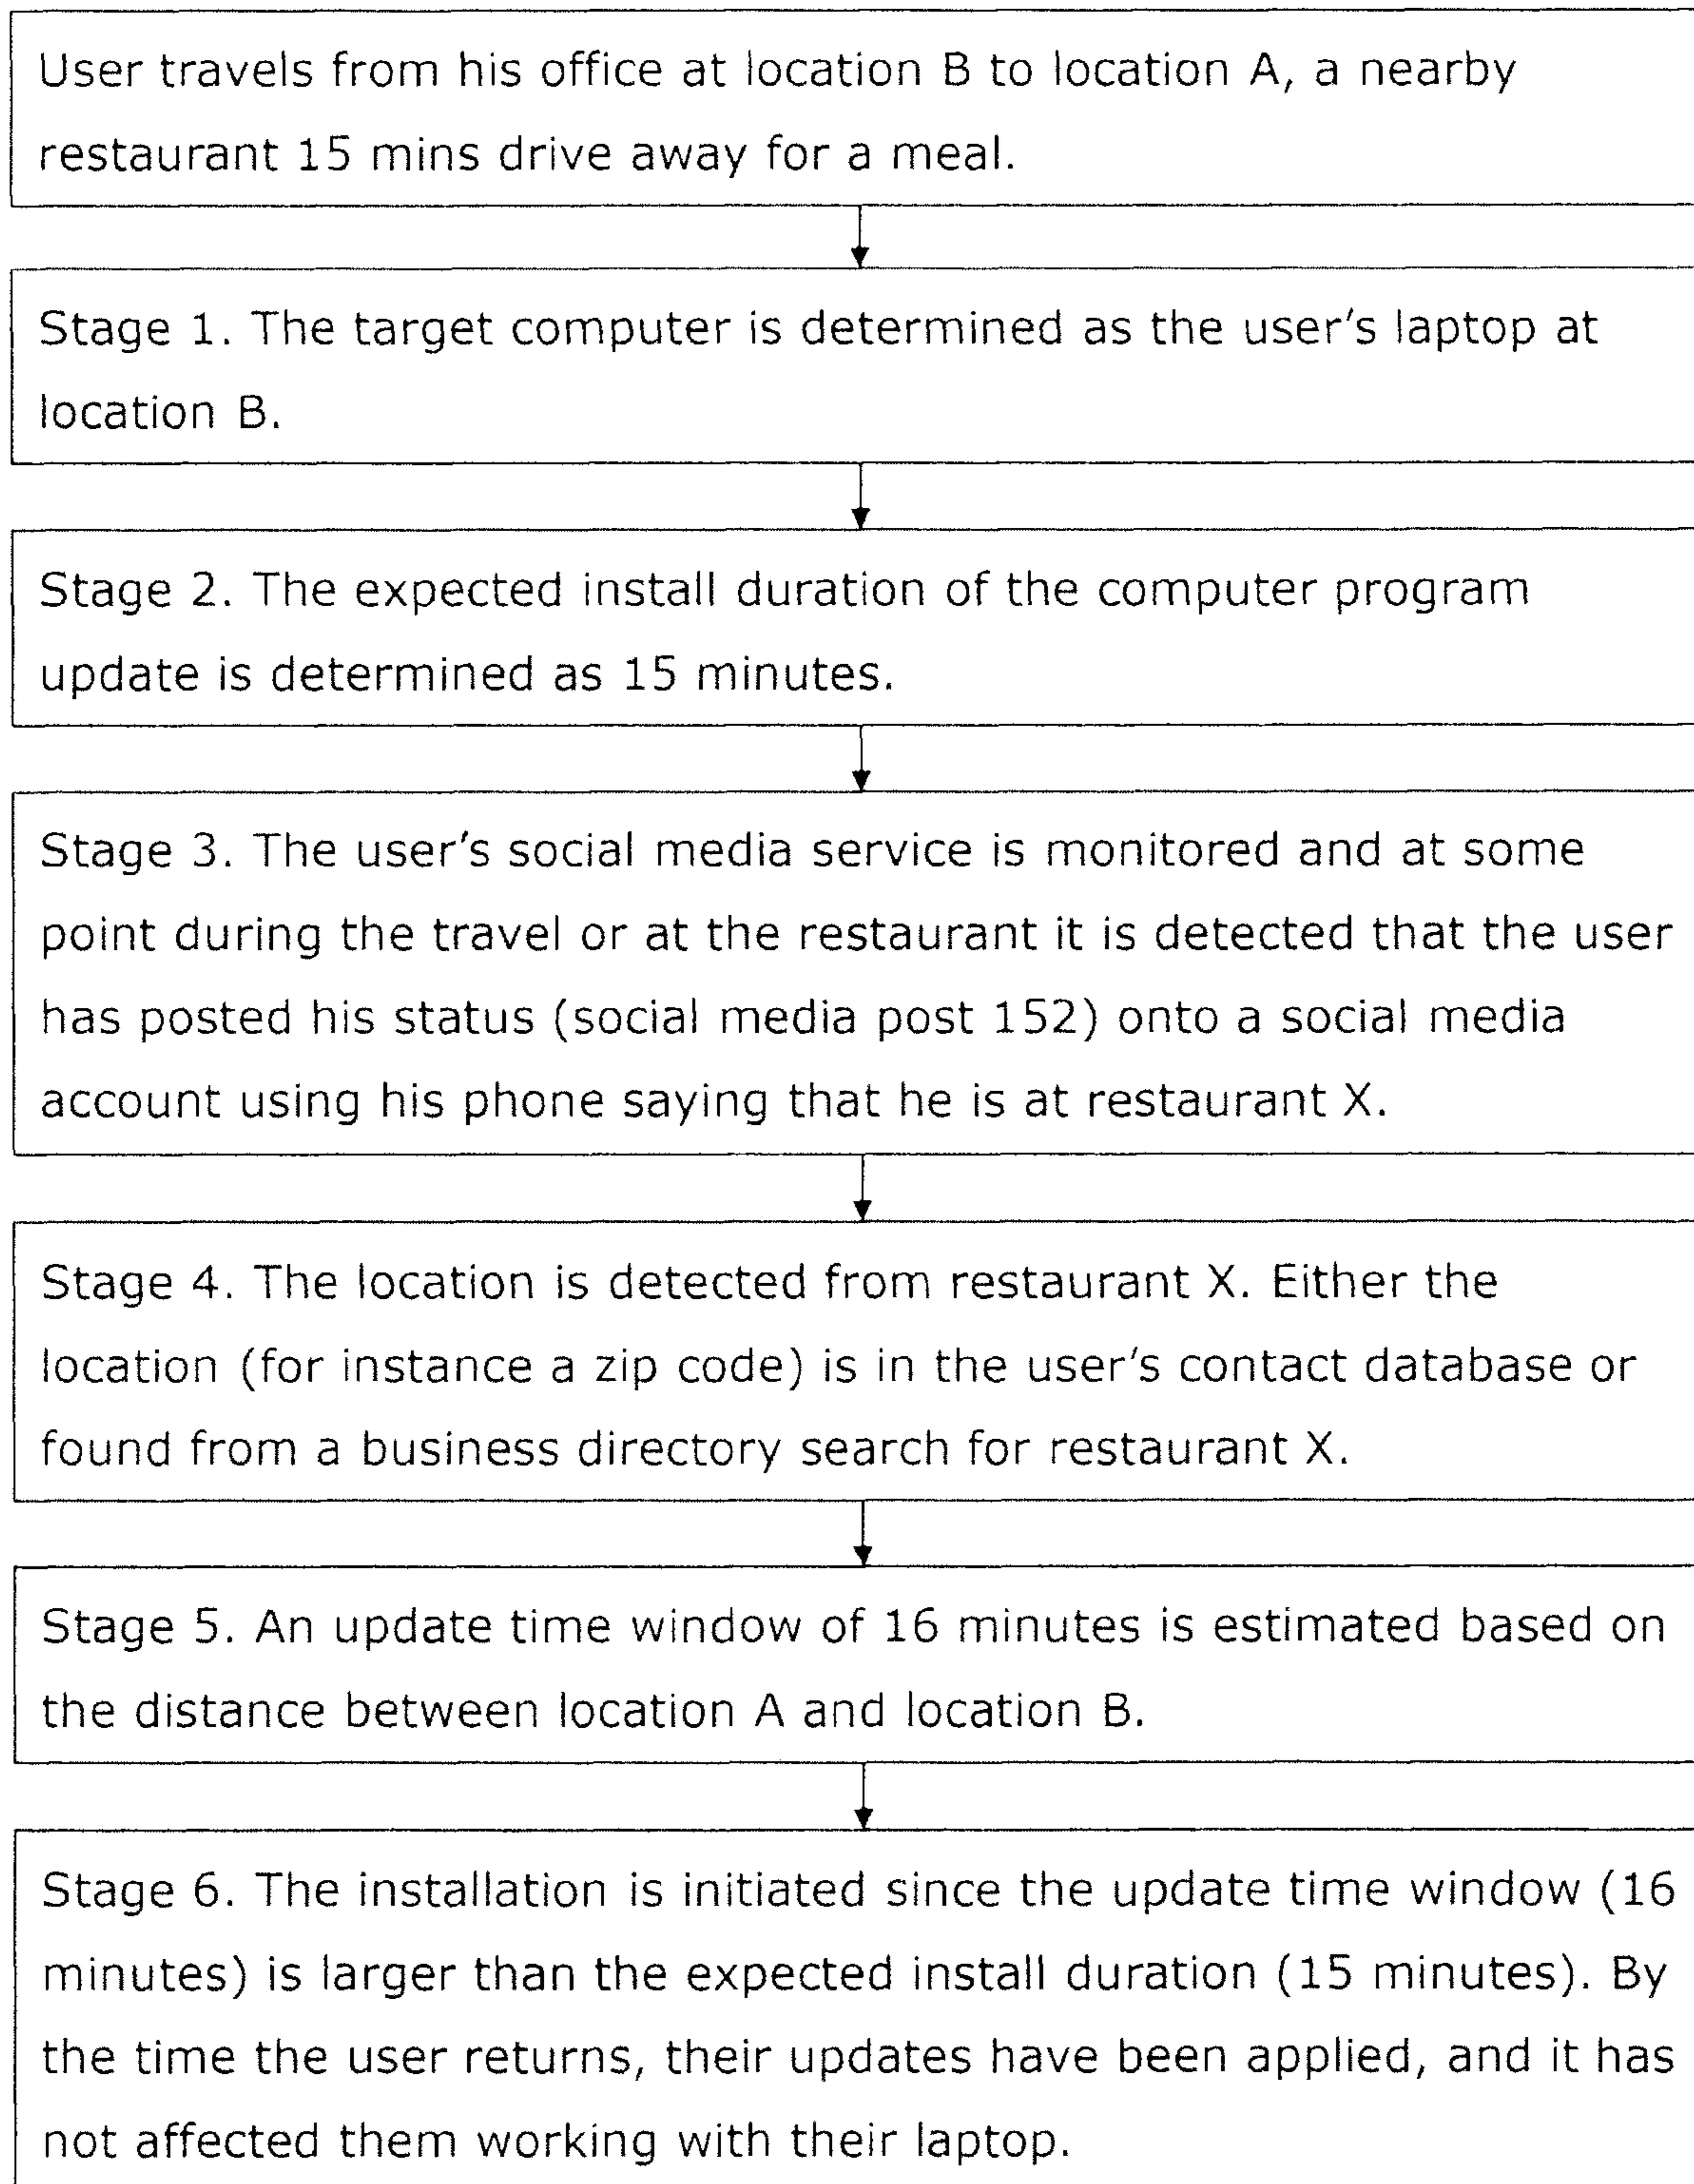 User travels from his office at location B to location A, a nearby
restaurant 15 mins drive away for a meal.
Stage 1. The target computer is determined as the user's laptop at
location B.
Stage 2. The expected install duration of the computer program
update is determined as 15 minutes.
Stage 3. The user's social media service is monitored and at some
point during the travel or at the restaurant it is detected that the user
has posted his status (social media post 152) onto a social media
account using his phone saying that he is at restaurant X.
Stage 4. The location is detected from restaurant X. Either the
location (for instance a zip code) is in the user's contact database or
found from a business directory search for restaurant X.
Stage 5. An update time window of 16 minutes is estimated based on
the distance between location A and location B.
Stage 6. The installation is initiated since the update time window (16
minutes) is larger than the expected install duration (15 minutes). By
the time the user returns, their updates have been applied, and it has
not affected them working with their laptop.